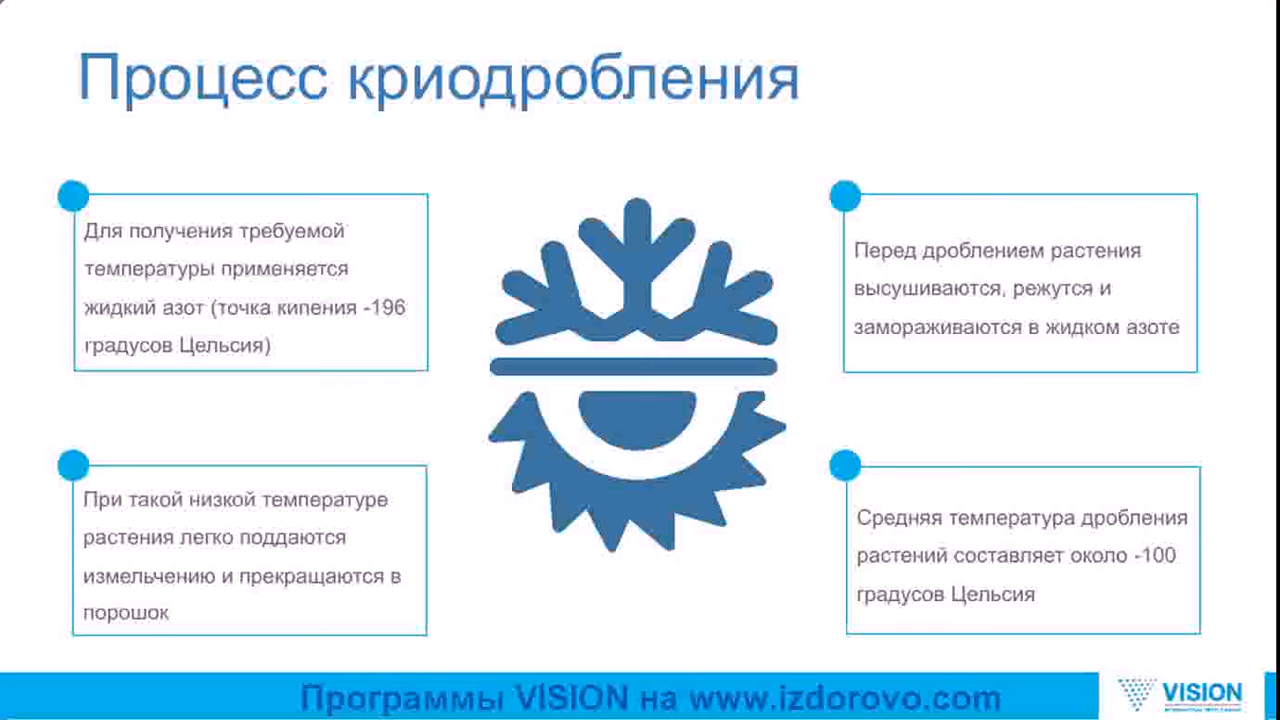 Процесс криодробления
Для получения требуемой
температуры применяется
жидкий азот (точка кипения -196
градусов Цельсия)
Перед дроблением растения
высушиваются, режутся и
замораживаются в жидком азоте
При такой низкой температуре
растения легко поддаются
измельчению и прекращаются в
порошок
Средняя температура дробления
растений составляет около -100
градусов Цельсия
Программы VISION на www.izdorovo.com
VISION